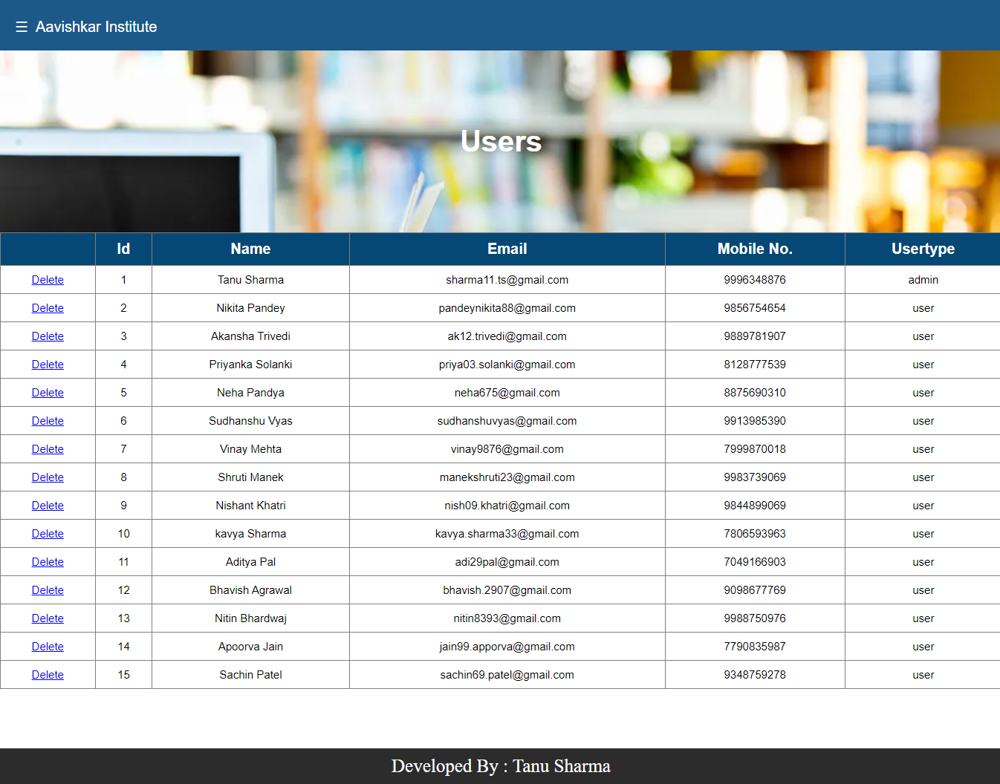 ☰ Aavishkar Institute
Users
Id Name Email Mobile No. Usertype
Delete 1 Tanu Sharma sharma11.ts@gmail.com 9996348876 admin
Delete 2 Nikita Pandey pandeynikita88@gmail.com 9856754654 user
Delete 3 Akansha Trivedi ak12.trivedi@gmail.com 9889781907 user
Delete 4 Priyanka Solanki priya03.solanki@gmail.com 8128777539 user
Delete 5 Neha Pandya neha675@gmail.com 8875690310 user
Delete 6 Sudhanshu Vyas sudhanshuvyas@gmail.com 9913985390 user
Delete 7 Vinay Mehta vinay9876@gmail.com 7999870018 user
Delete 8 Shruti Manek manekshruti23@gmail.com 9983739069 user
Delete 9 Nishant Khatri nish09.khatri@gmail.com 9844899069 user
Delete 10 kavya Sharma kavya.sharma33@gmail.com 7806593963 user
Delete 11 Aditya Pal adi29pal@gmail.com 7049166903 user
Delete 12 Bhavish Agrawal bhavish.2907@gmail.com 9098677769 user
Delete 13 Nitin Bhardwaj nitin8393@gmail.com 9988750976 user
Delete 14 Apoorva Jain jain99.apporva@gmail.com 7790835987 user
Delete 15 Sachin Patel sachin69.patel@gmail.com 9348759278 user
Developed By : Tanu Sharma